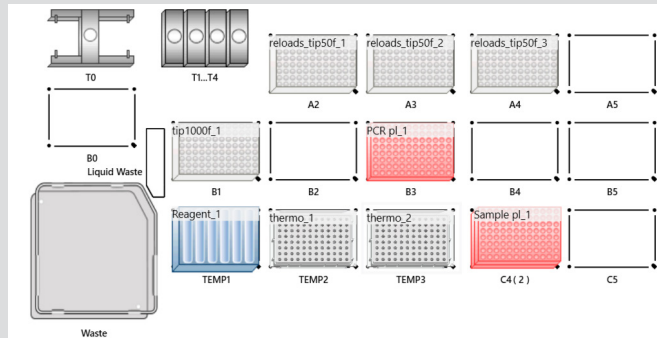 T0
T1...T4
reloads_tip50f_1
reloads_tip50f_2
reloads_tip50f_3
A2
A3
A4
A5
B0
Liquid Waste
tip1000f_1
PCR pl_1
B1
B2
B3
B4
B5
Reagent_1
thermo_1
thermo_2
Sample pl_1
TEMP1
TEMP2
TEMP3
C4 ( 2 )
C5
Waste